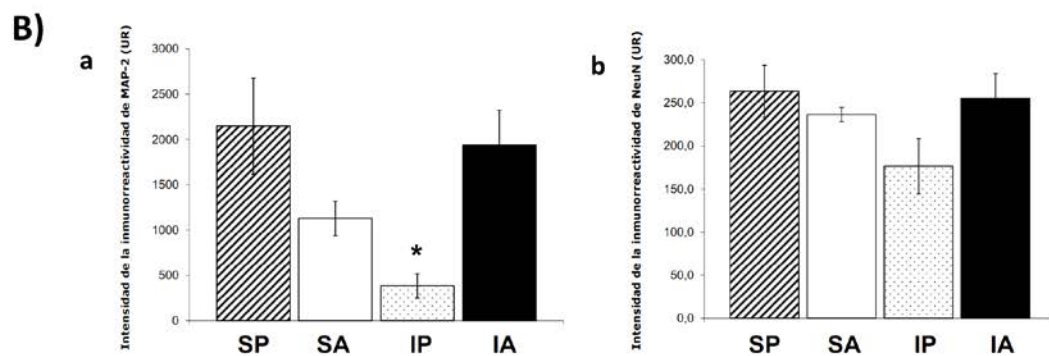 B)
a
Intensidad de la inmunorreactividad de MAP-2 (UR)
3000
2500
2000
1500
1000
500
0
*
SP SA IP IA
b
Intensidad de la inmunorreactividad de NeuN (UR)
300,0
250,0
200,0
150,0
100,0
50,0
0,0
SP SA IP IA